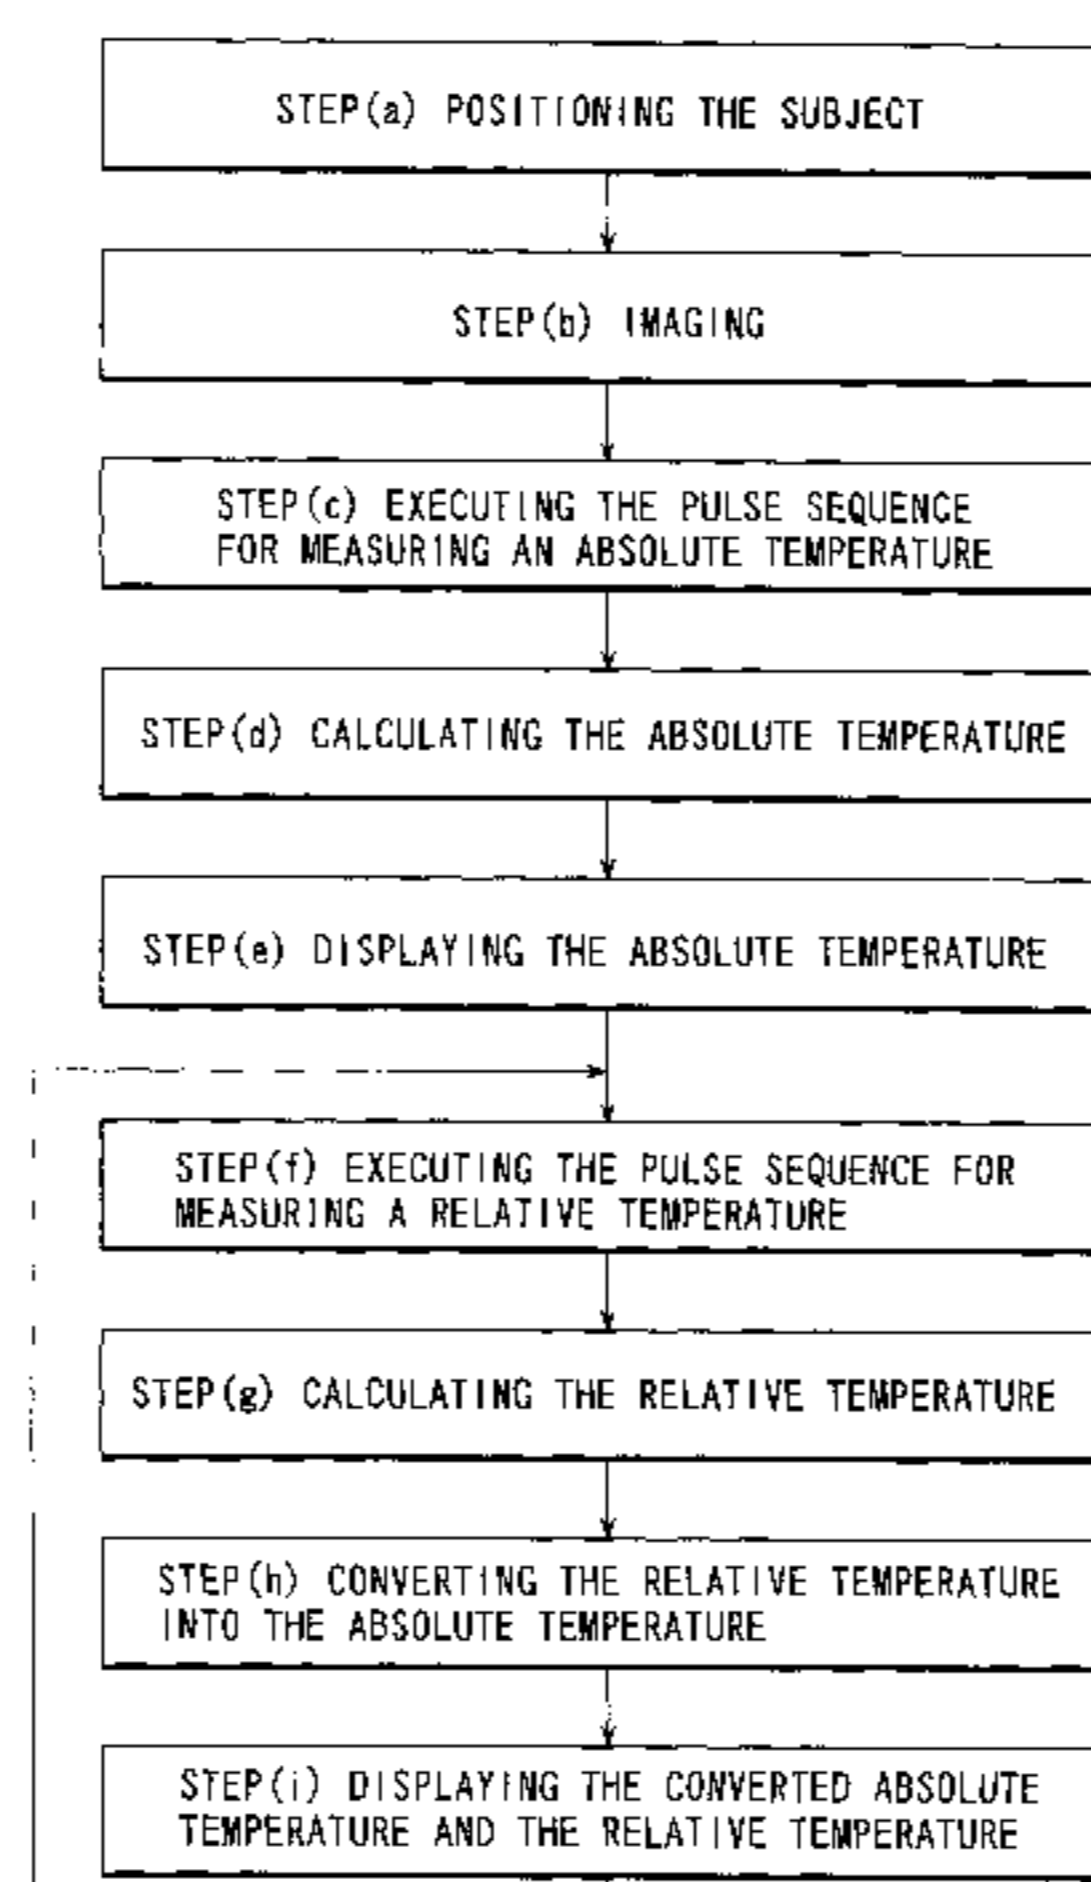 STEP(a) POSITIONING THE SUBJECT
STEP(b) IMAGING
STEP(c) EXECUTING THE PULSE SEQUENCE
FOR MEASURING AN ABSOLUTE TEMPERATURE
STEP(d) CALCULATING THE ABSOLUTE TEMPERATURE
STEP(e) DISPLAYING THE ABSOLUTE TEMPERATURE
STEP(f) EXECUTING THE PULSE SEQUENCE FOR
MEASURING A RELATIVE TEMPERATURE
STEP(g) CALCULATING THE RELATIVE TEMPERATURE
STEP(h) CONVERTING THE RELATIVE TEMPERATURE
INTO THE ABSOLUTE TEMPERATURE
STEP(i) DISPLAYING THE CONVERTED ABSOLUTE
TEMPERATURE AND THE RELATIVE TEMPERATURE